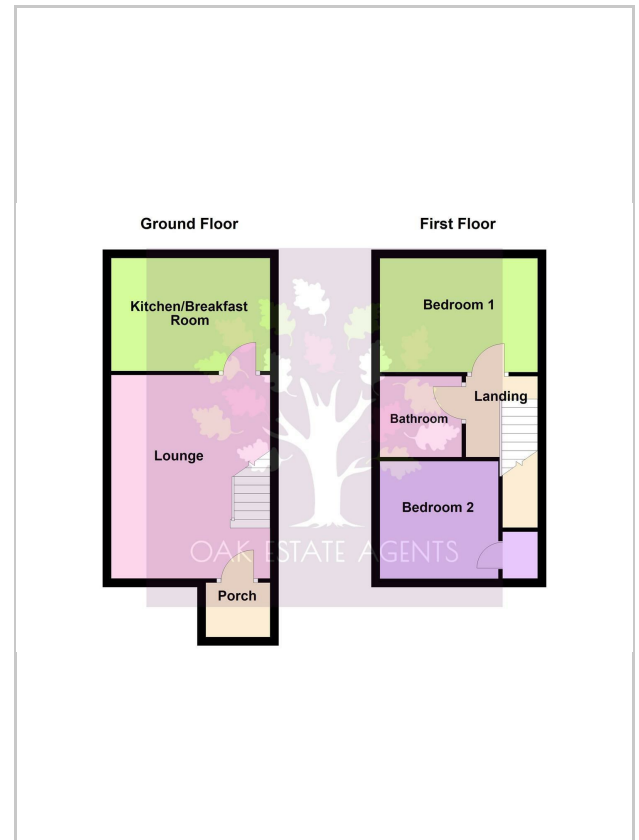 Ground Floor
First Floor
Kitchen/Breakfast
Room
Lounge
Porch
Bedroom 1
Landing
Bathroom
Bedroom 2
OAK ESTATE AGENTS